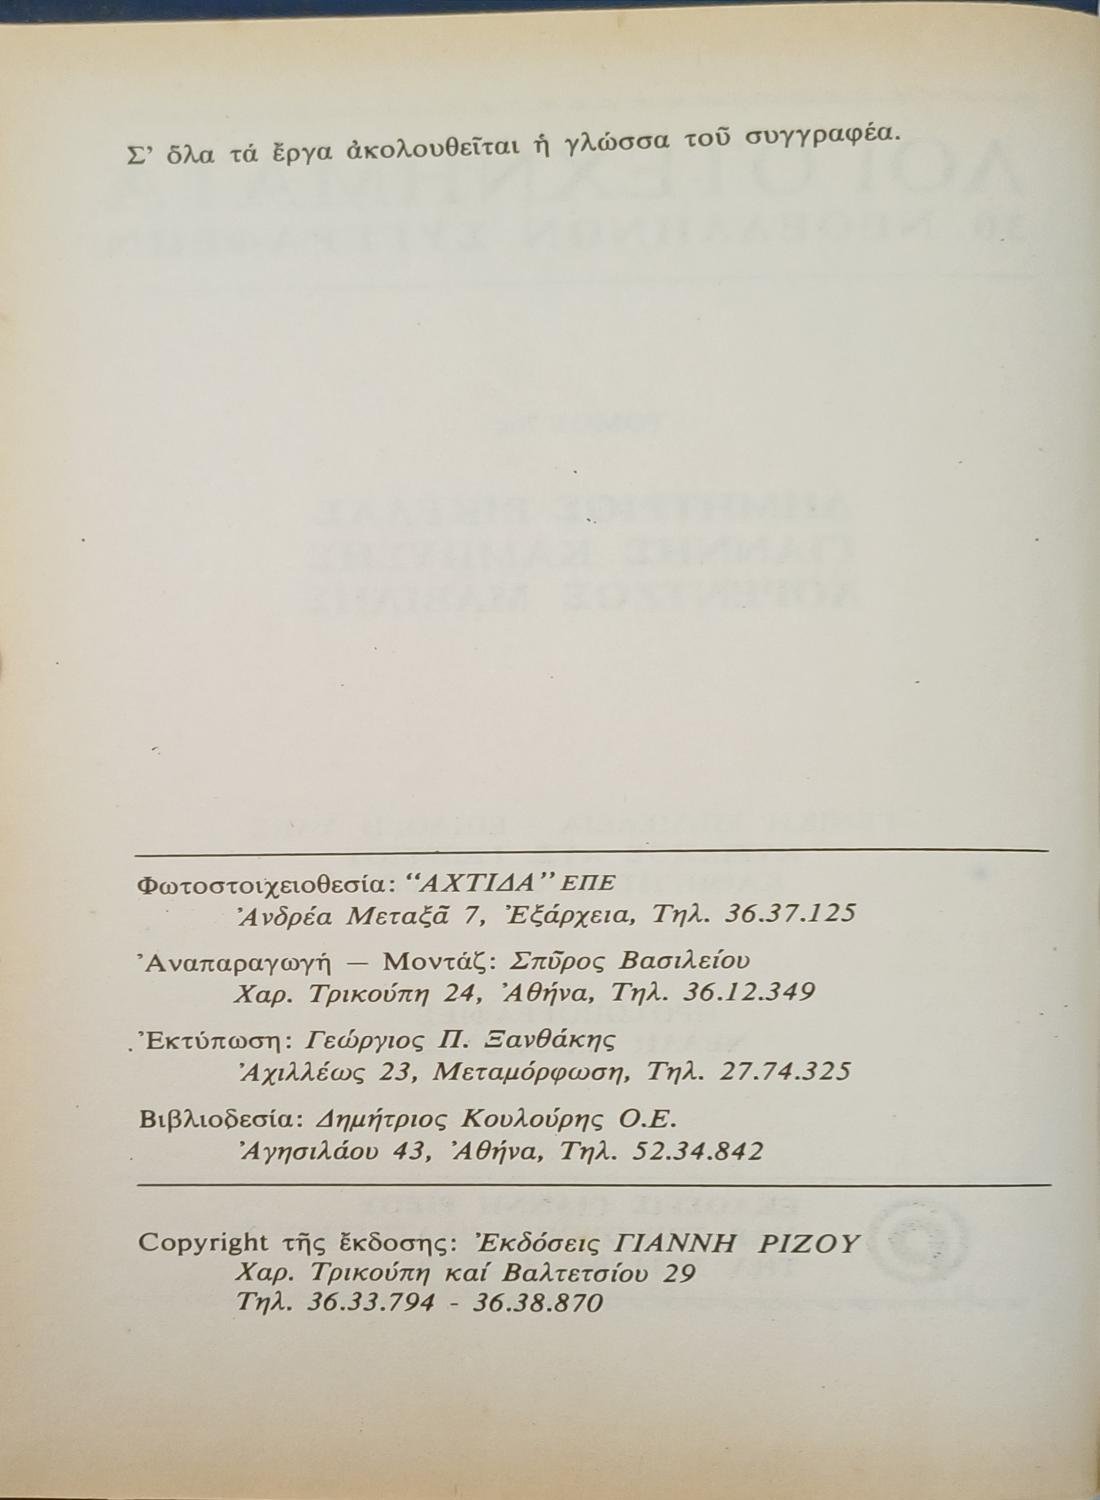 Σ’ ὅλα τά ἔργα ἀκολουθεῖται ἡ γλώσσα τοῦ συγγραφέα.
Φωτοστοιχειοθεσία: “ΑΧΤΙΔΑ” ΕΠΕ
Ἀνδρέα Μεταξᾶ 7, Ἐξάρχεια, Τηλ. 36.37.125
Ἀναπαραγωγή — Μοντάζ: Σπῦρος Βασιλείου
Χαρ. Τρικούπη 24, Ἀθήνα, Τηλ. 36.12.349
Ἐκτύπωση: Γεώργιος Π. Ξανθάκης
Ἀχιλλέως 23, Μεταμόρφωση, Τηλ. 27.74.325
Βιβλιοδεσία: Δημήτριος Κουλούρης Ο.Ε.
Ἀγησιλάου 43, Ἀθήνα, Τηλ. 52.34.842
Copyright τῆς ἔκδοσης: Ἐκδόσεις ΓΙΑΝΝΗ ΡΙΖΟΥ
Χαρ. Τρικούπη καί Βαλτετσίου 29
Τηλ. 36.33.794 - 36.38.870